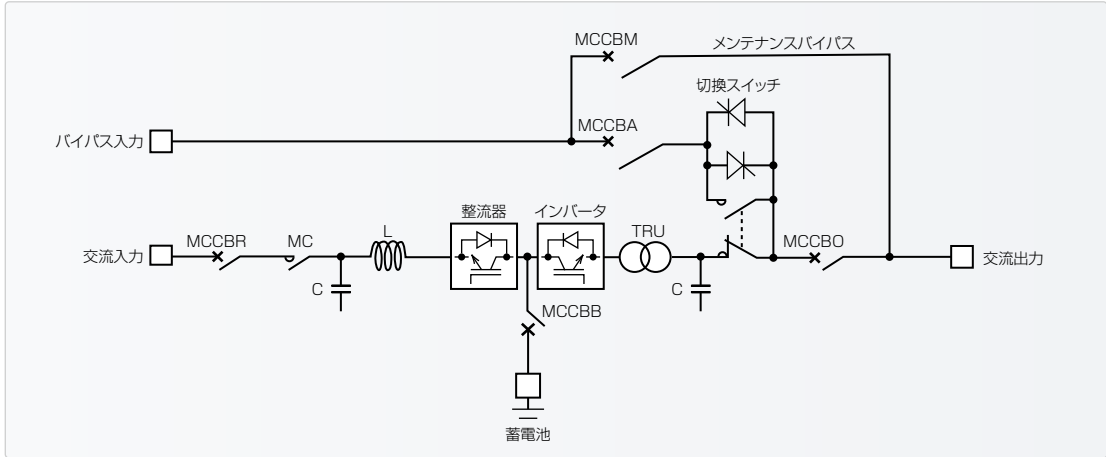 MCCBM
メンテナンスバイパス
切換スイッチ
MCCBA
バイパス入力
整流器
インバータ
L
TRU
MCCBR
MC
MCCBO
交流入力
交流出力
C
C
MCCBB
蓄電池